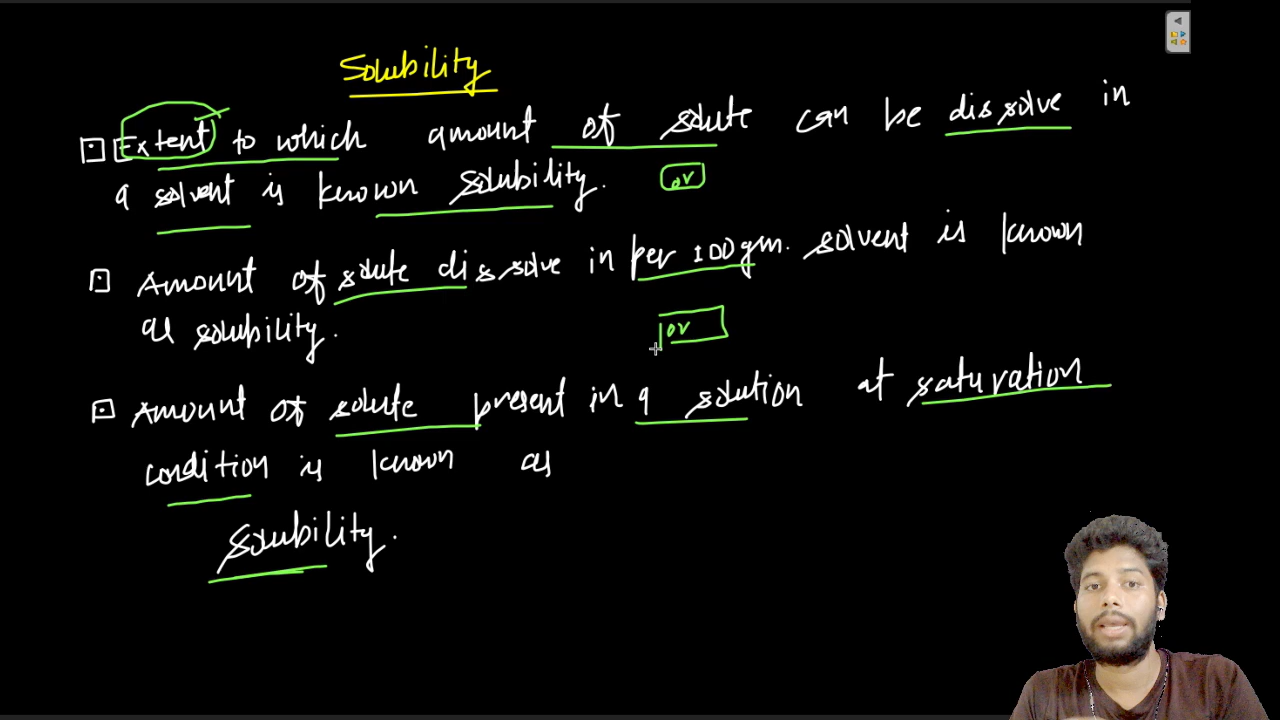 Solubility
Extent to which amount of solute can be dissolve in
a solvent is known solubility. or
Amount of solute dissolve in per 100gm. solvent is known
as solubility.
or
Amount of solute present in a solution at saturation
condition is known as
solubility.